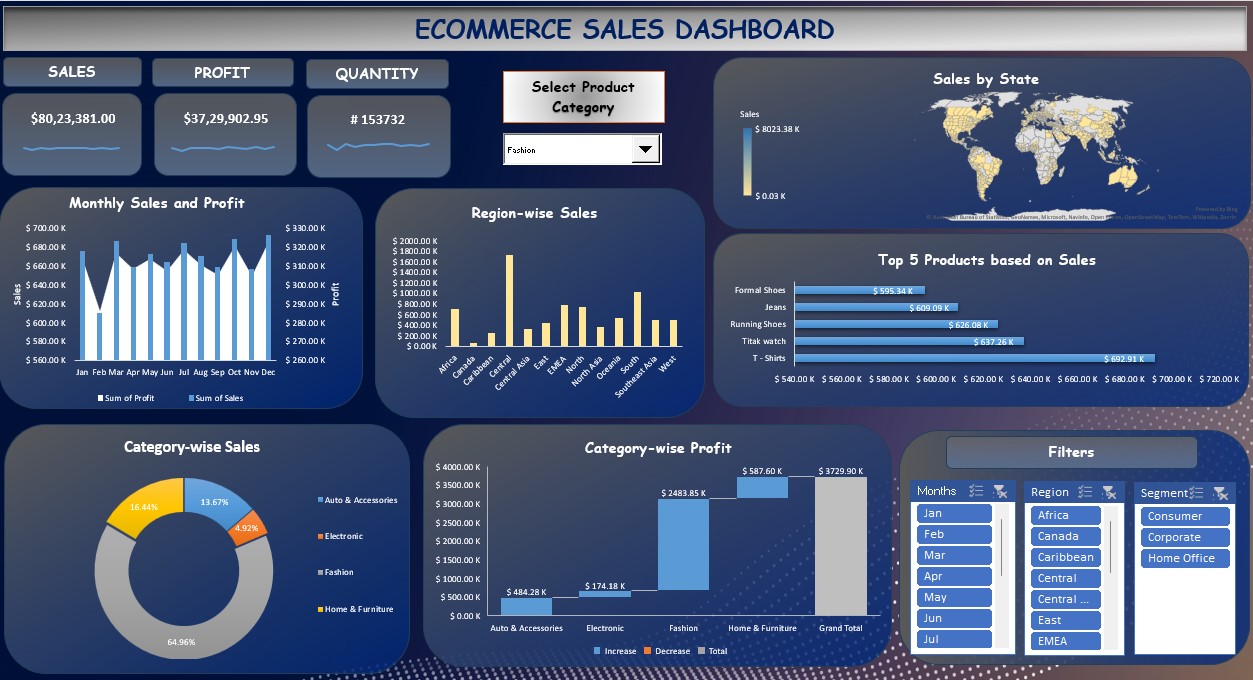 ECOMMERCE SALES DASHBOARD
SALES
PROFIT
QUANTITY
$80,23,381.00
$37,29,902.95
# 153732
Select Product
Category
Fashion
Sales by State
Sales
$ 8023.38 K
$ 0.03 K
Powered by Bing
Monthly Sales and Profit
$ 700.00 K
$ 680.00 K
$ 660.00 K
$ 640.00 K
$ 620.00 K
$ 600.00 K
$ 580.00 K
$ 560.00 K
Sales
$ 330.00 K
$ 320.00 K
$ 310.00 K
$ 300.00 K
$ 290.00 K
$ 280.00 K
$ 270.00 K
$ 260.00 K
Profit
Jan Feb Mar Apr May Jun Jul Aug Sep Oct Nov Dec
Sum of Profit
Sum of Sales
Region-wise Sales
$ 2000.00 K
$ 1800.00 K
$ 1600.00 K
$ 1400.00 K
$ 1200.00 K
$ 1000.00 K
$ 800.00 K
$ 600.00 K
$ 400.00 K
$ 200.00 K
$ 0.00 K
Africa
Canada
Caribbean
Central
Central Asia
East
EMEA
North
North Asia
Oceania
South
Southeast Asia
West
Top 5 Products based on Sales
Formal Shoes $ 595.34 K
Jeans $ 609.09 K
Running Shoes $ 626.08 K
Titak watch $ 637.26 K
T - Shirts $ 692.91 K
$ 540.00 K $ 560.00 K $ 580.00 K $ 600.00 K $ 620.00 K $ 640.00 K $ 660.00 K $ 680.00 K $ 700.00 K $ 720.00 K
Category-wise Sales
13.67%
4.92%
64.96%
16.44%
Auto & Accessories
Electronic
Fashion
Home & Furniture
Category-wise Profit
$ 4000.00 K
$ 3500.00 K
$ 3000.00 K
$ 2500.00 K
$ 2000.00 K
$ 1500.00 K
$ 1000.00 K
$ 500.00 K
$ 0.00 K
$ 484.28 K
$ 174.18 K
$ 2483.85 K
$ 587.60 K
$ 3729.90 K
Auto & Accessories
Electronic
Fashion
Home & Furniture
Grand Total
Increase
Decrease
Total
Filters
Months
Jan
Feb
Mar
Apr
May
Jun
Jul
Region
Africa
Canada
Caribbean
Central
Central ...
East
EMEA
Segment
Consumer
Corporate
Home Office